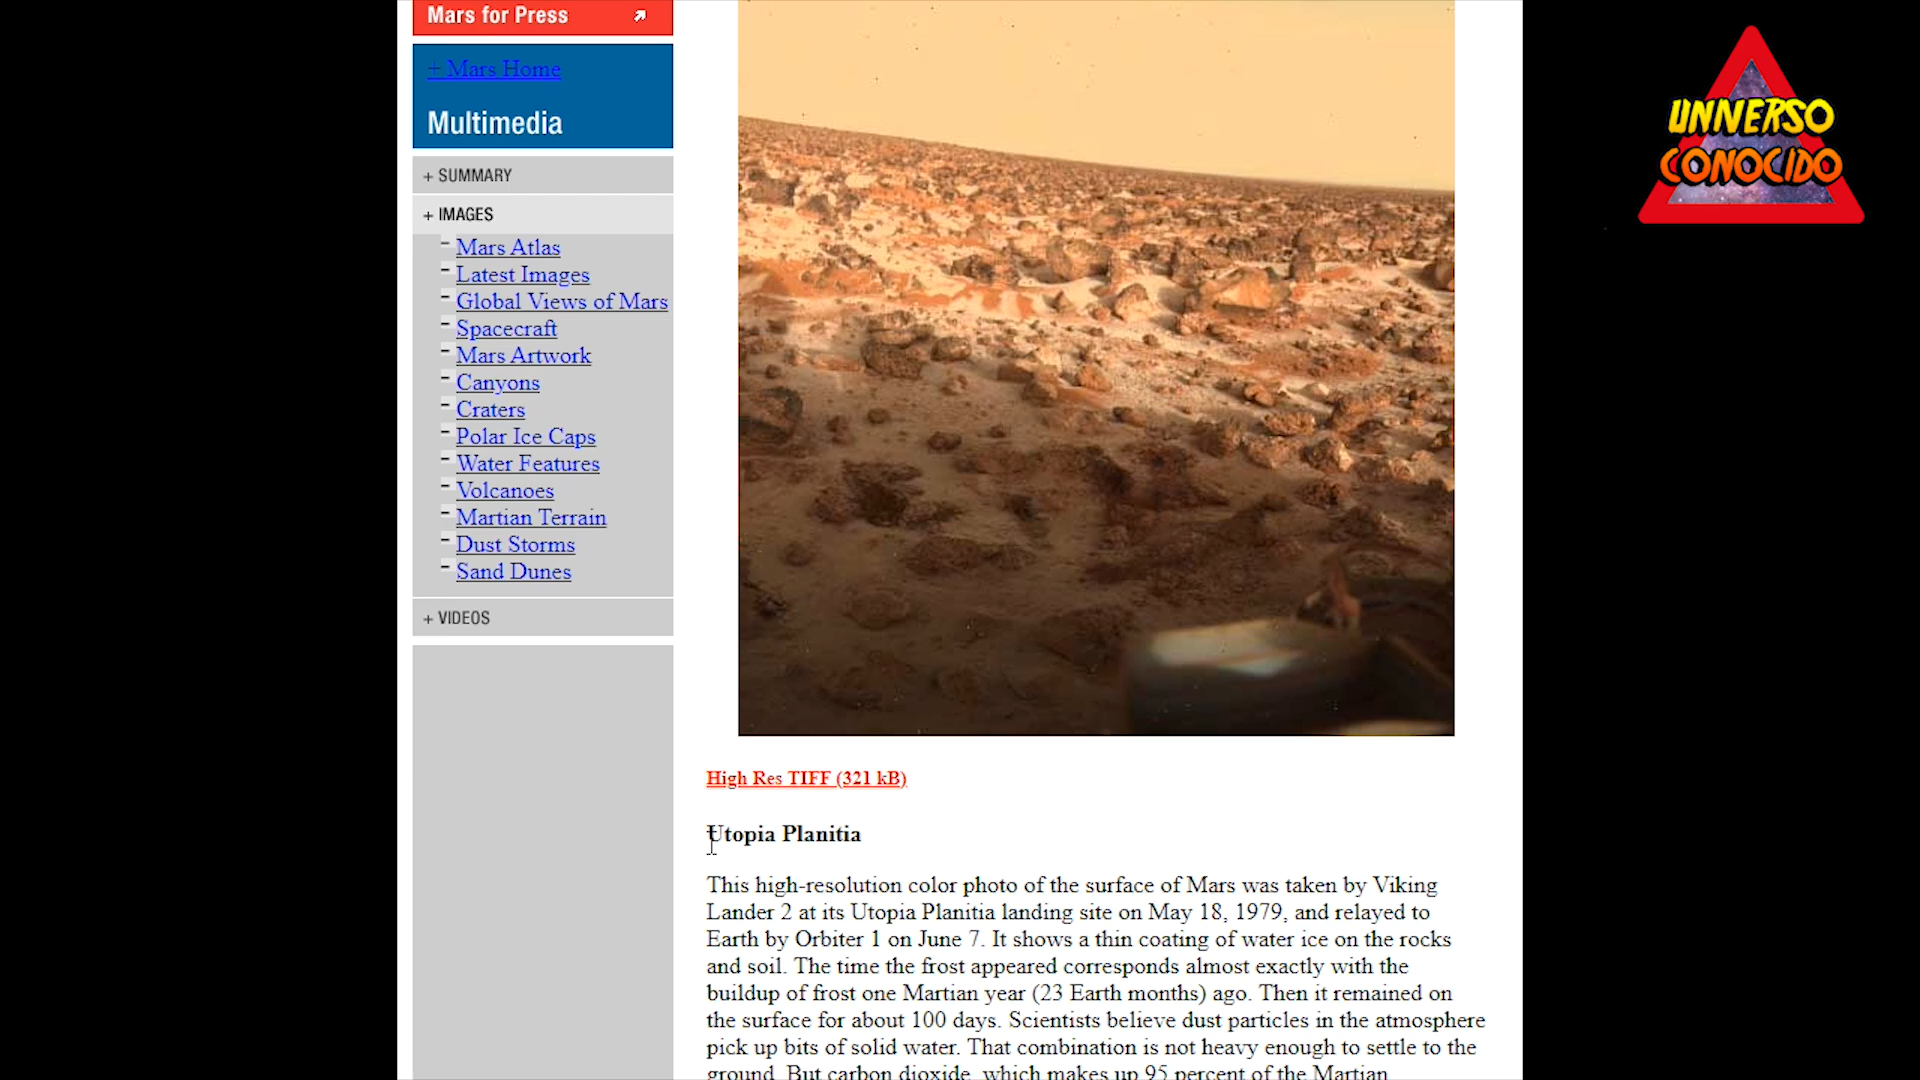 Mars for Press
+ Mars Home
Multimedia
+ SUMMARY
+ IMAGES
- Mars Atlas
- Latest Images
- Global Views of Mars
- Spacecraft
- Mars Artwork
- Canyons
- Craters
- Polar Ice Caps
- Water Features
- Volcanoes
- Martian Terrain
- Dust Storms
- Sand Dunes
+ VIDEOS
High Res TIFF (321 kB)
Utopia Planitia
This high-resolution color photo of the surface of Mars was taken by Viking
Lander 2 at its Utopia Planitia landing site on May 18, 1979, and relayed to
Earth by Orbiter 1 on June 7. It shows a thin coating of water ice on the rocks
and soil. The time the frost appeared corresponds almost exactly with the
buildup of frost one Martian year (23 Earth months) ago. Then it remained on
the surface for about 100 days. Scientists believe dust particles in the atmosphere
pick up bits of solid water. That combination is not heavy enough to settle to the
ground. But carbon dioxide, which makes up 95 percent of the Martian
UNIVERSO
CONOCIDO